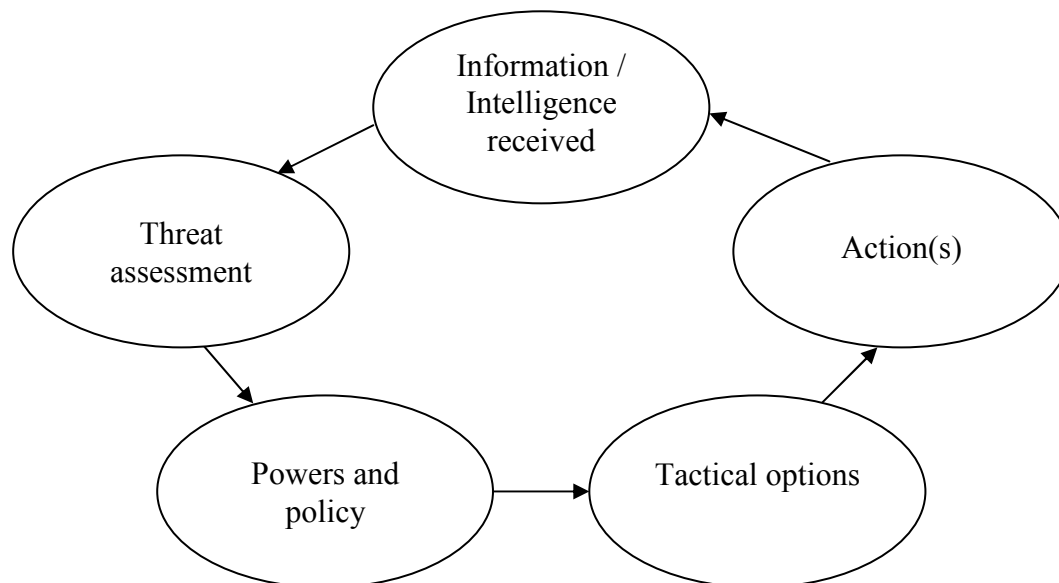 Information /
Intelligence
received
Threat
assessment
Action(s)
Powers and
policy
Tactical options